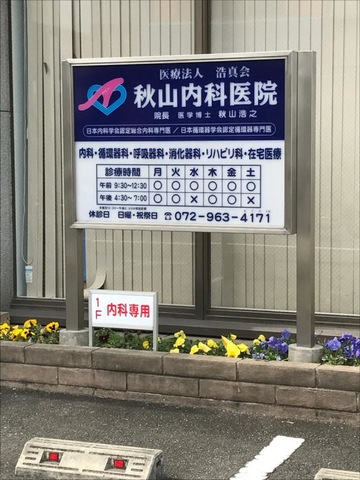 医療法人 浩真会
秋山内科医院
院長 医学博士 秋山浩之
日本内科学会認定総合内科専門医／日本循環器学会認定循環器専門医
内科・循環器科・呼吸器科・消化器科・リハビリ科・在宅医療
診療時間 月 火 水 木 金 土
午前 9:30~12:30 ○ ○ ○ ○ ○ ○
午後 4:30~7:00 ○ ○ × ○ ○ ×
休診日 日曜・祝祭日 ☎072-963-4171
1F 内科専用